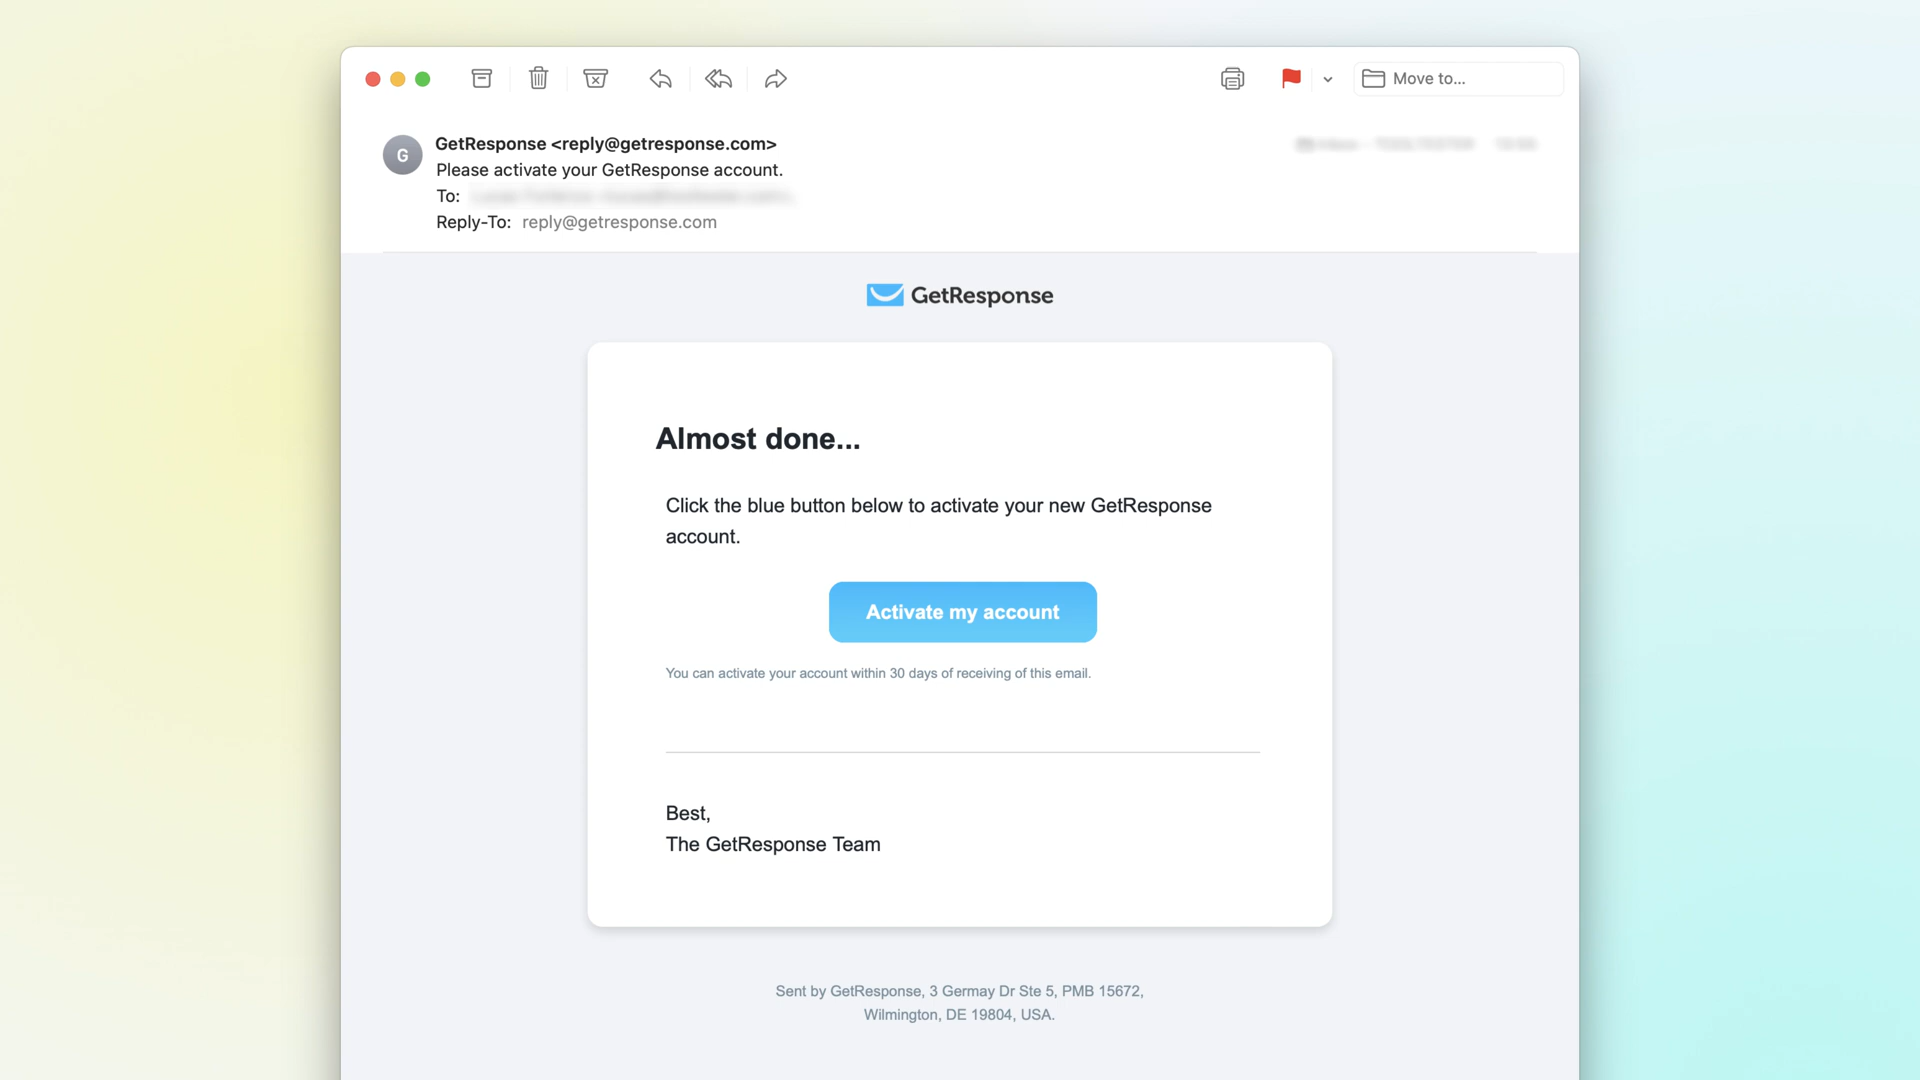 Move to...
G
GetResponse <reply@getresponse.com>
Please activate your GetResponse account.
To:
Reply-To: reply@getresponse.com
GetResponse
Almost done...
Click the blue button below to activate your new GetResponse
account.
Activate my account
You can activate your account within 30 days of receiving of this email.
Best,
The GetResponse Team
Sent by GetResponse, 3 Germay Dr Ste 5, PMB 15672,
Wilmington, DE 19804, USA.